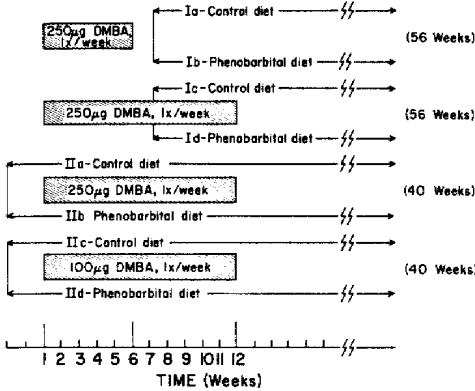 Ia-Control diet
250µg DMBA,
1x/week
(56 Weeks)
Ib-Phenobarbital diet
Ic-Control diet
250µg DMBA, 1x/week
(56 Weeks)
Id-Phenobarbital diet
IIa-Control diet
250µg DMBA, 1x/week
(40 Weeks)
IIb Phenobarbital diet
IIc-Control diet
100µg DMBA, 1x/week
(40 Weeks)
IId-Phenobarbital diet
1 2 3 4 5 6 7 8 9 10 11 12
TIME (Weeks)